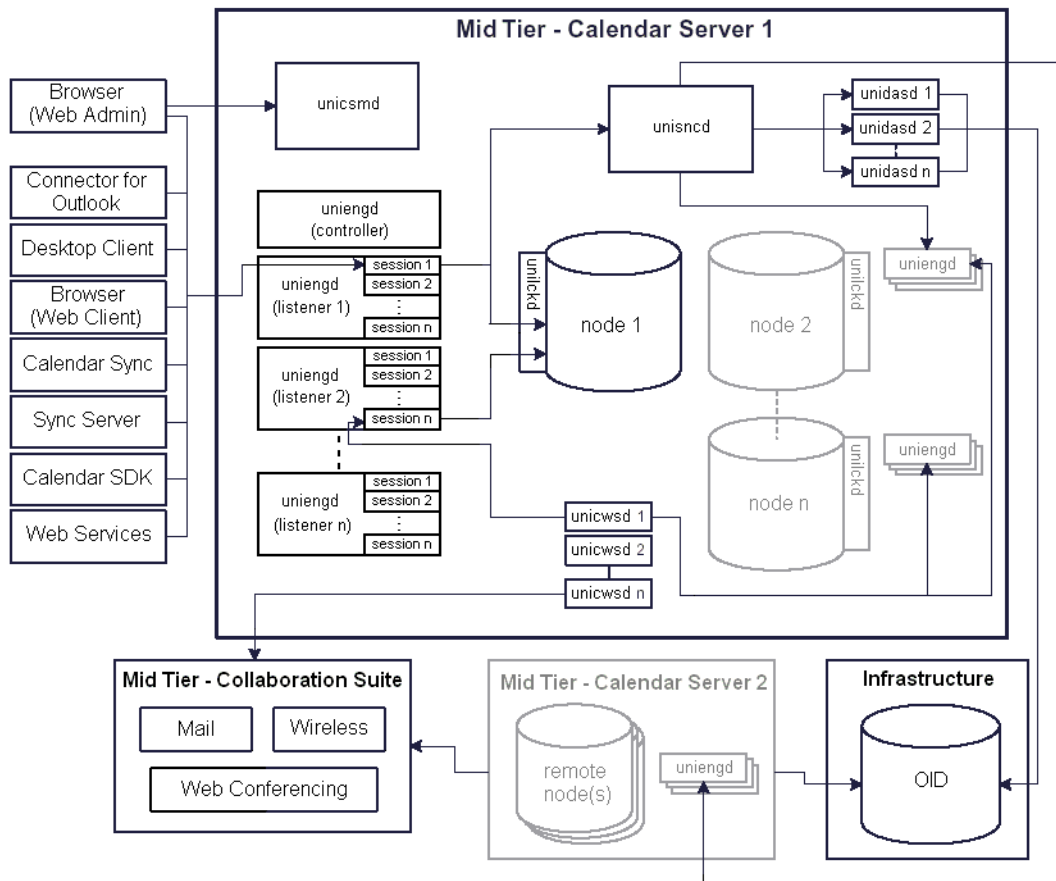 Mid Tier - Calendar Server 1
Browser
(Web Admin)
Connector for
Outlook
Desktop Client
Browser
(Web Client)
Calendar Sync
Sync Server
Calendar SDK
Web Services
unicsmd
uniengd
(controller)
uniengd
(listener 1)
session 1
session 2
session n
uniengd
(listener 2)
session 1
session 2
session n
uniengd
(listener n)
session 1
session 2
session n
unisncd
unidasd 1
unidasd 2
unidasd n
unilckd
node 1
node 2
unilckd
uniengd
node n
unilckd
uniengd
unicwsd 1
unicwsd 2
unicwsd n
Mid Tier - Collaboration Suite
Mail
Wireless
Web Conferencing
Mid Tier - Calendar Server 2
remote
node(s)
uniengd
Infrastructure
OID